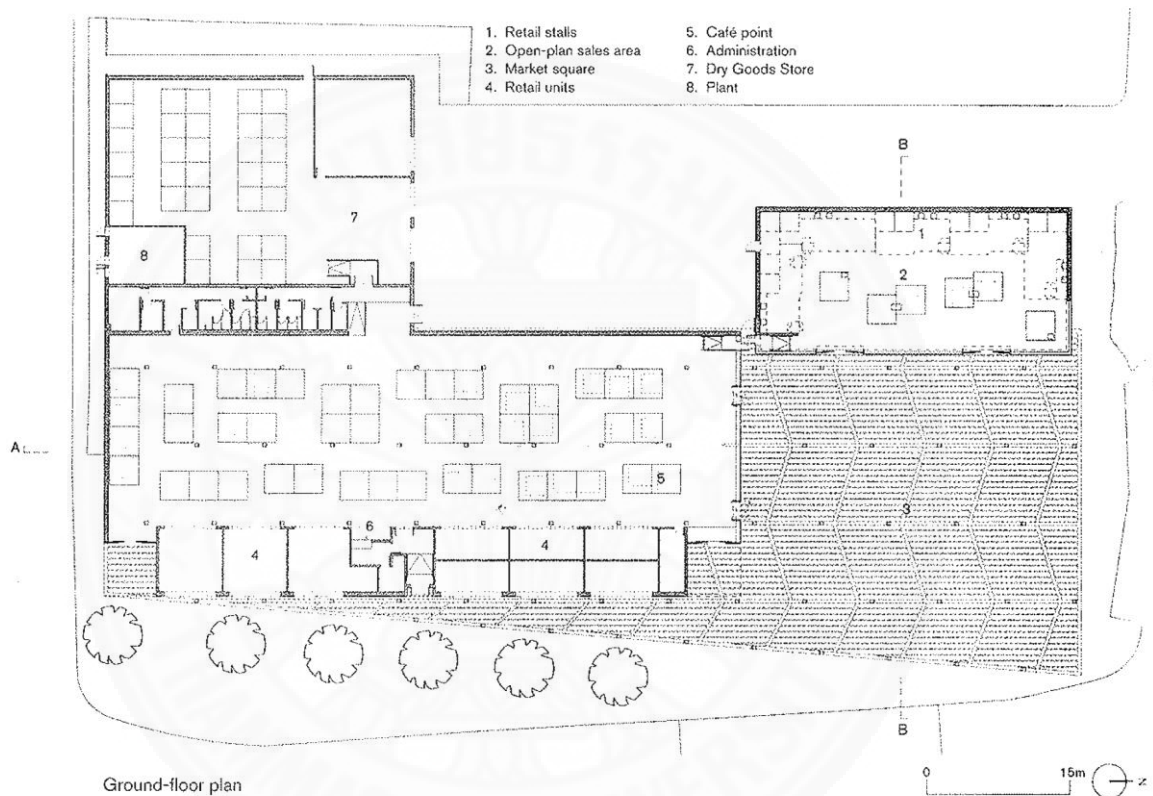 1. Retail stalls
2. Open-plan sales area
3. Market square
4. Retail units
5. Café point
6. Administration
7. Dry Goods Store
8. Plant
B
7
8
1
2
A
5
3
6
4
4
B
Ground-floor plan
0 15m
N